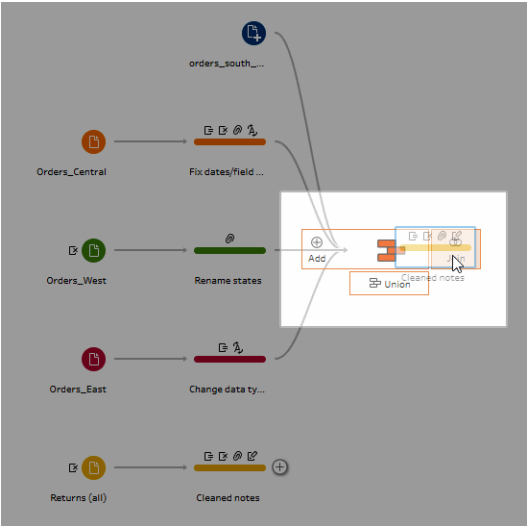 orders_south_...
Orders_Central
Fix dates/field ...
Add
Join
Cleaned notes
Union
Orders_West
Rename states
Orders_East
Change data ty...
Returns (all)
Cleaned notes